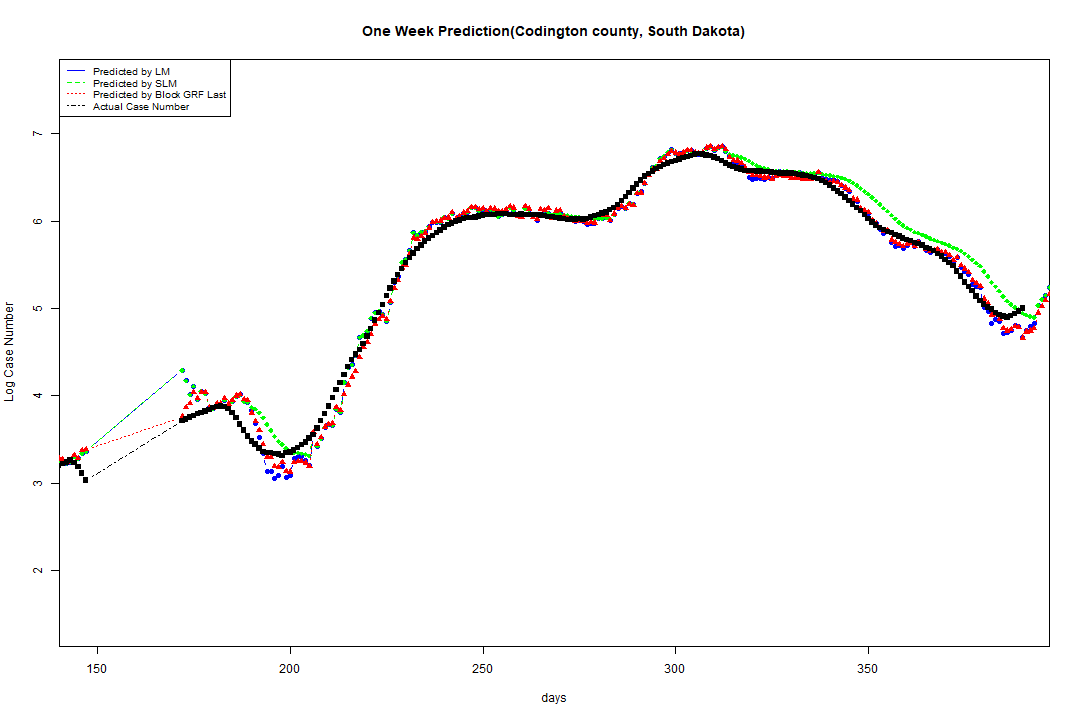 One Week Prediction(Codington county, South Dakota)
Predicted by LM
Predicted by SLM
Predicted by Block GRF Last
Actual Case Number
7
6
5
4
3
2
Log Case Number
150 200 250 300 350
days